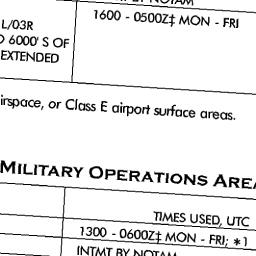 1600 - 0500Z‡ MON - FRI
L/03R
6000' S OF
EXTENDED
irspace, or Class E airport surface areas.
MILITARY OPERATIONS AREA
TIMES USED, UTC
1300 - 0600Z‡ MON - FRI; *1
INTMT BY NOTAM